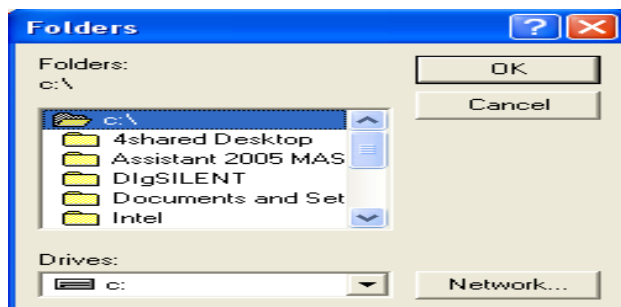 Folders
Folders:
c:\
OK
Cancel
c:\
4shared Desktop
Assistant 2005 MAS
DIgSILENT
Documents and Set
Intel
Drives:
c:
Network...